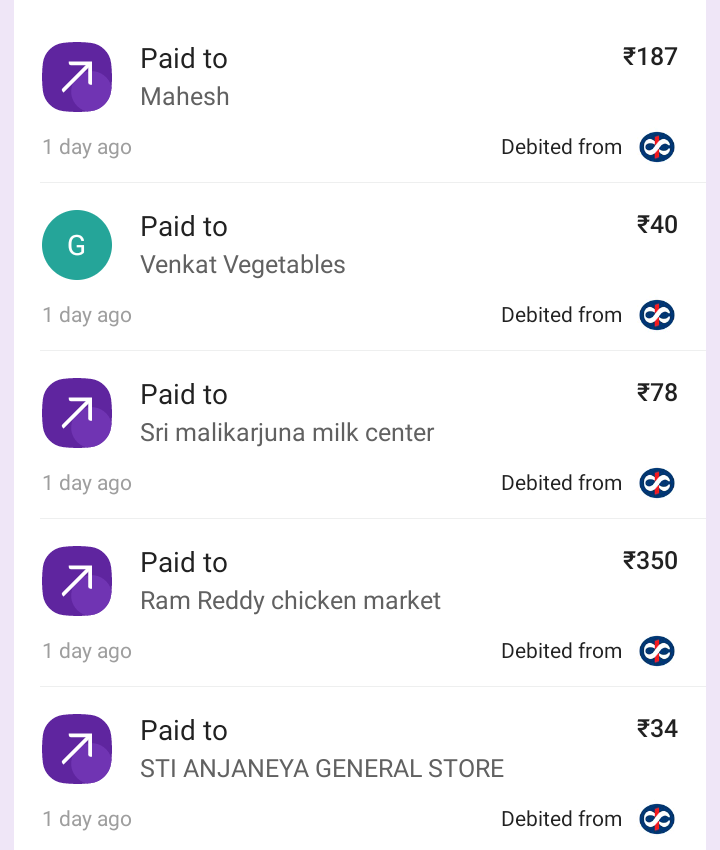 Paid to
₹187
Mahesh
1 day ago
Debited from
G
Paid to
₹40
Venkat Vegetables
1 day ago
Debited from
Paid to
₹78
Sri malikarjuna milk center
1 day ago
Debited from
Paid to
₹350
Ram Reddy chicken market
1 day ago
Debited from
Paid to
₹34
STI ANJANEYA GENERAL STORE
1 day ago
Debited from